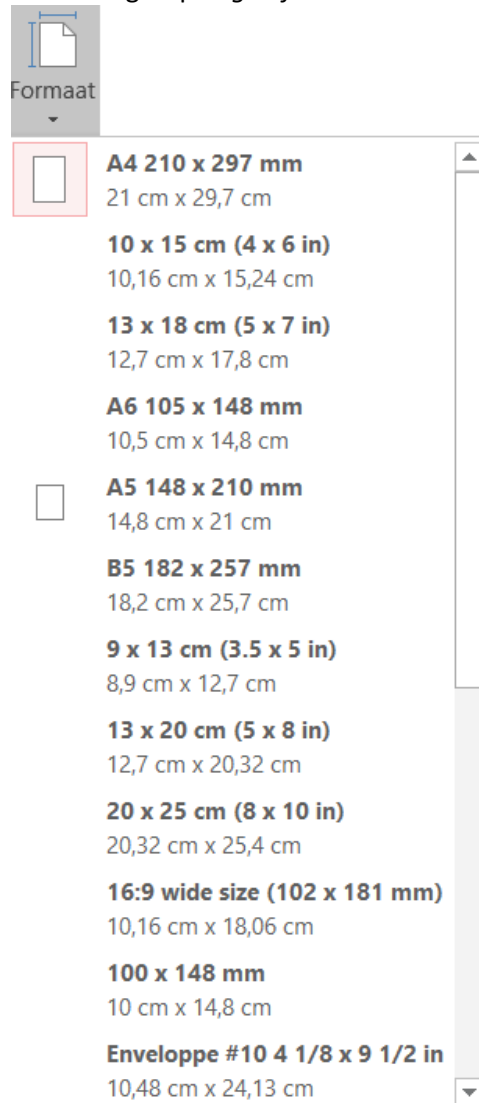 Formaat
A4 210 x 297 mm
21 cm x 29,7 cm
10 x 15 cm (4 x 6 in)
10,16 cm x 15,24 cm
13 x 18 cm (5 x 7 in)
12,7 cm x 17,8 cm
A6 105 x 148 mm
10,5 cm x 14,8 cm
A5 148 x 210 mm
14,8 cm x 21 cm
B5 182 x 257 mm
18,2 cm x 25,7 cm
9 x 13 cm (3.5 x 5 in)
8,9 cm x 12,7 cm
13 x 20 cm (5 x 8 in)
12,7 cm x 20,32 cm
20 x 25 cm (8 x 10 in)
20,32 cm x 25,4 cm
16:9 wide size (102 x 181 mm)
10,16 cm x 18,06 cm
100 x 148 mm
10 cm x 14,8 cm
Enveloppe #10 4 1/8 x 9 1/2 in
10,48 cm x 24,13 cm